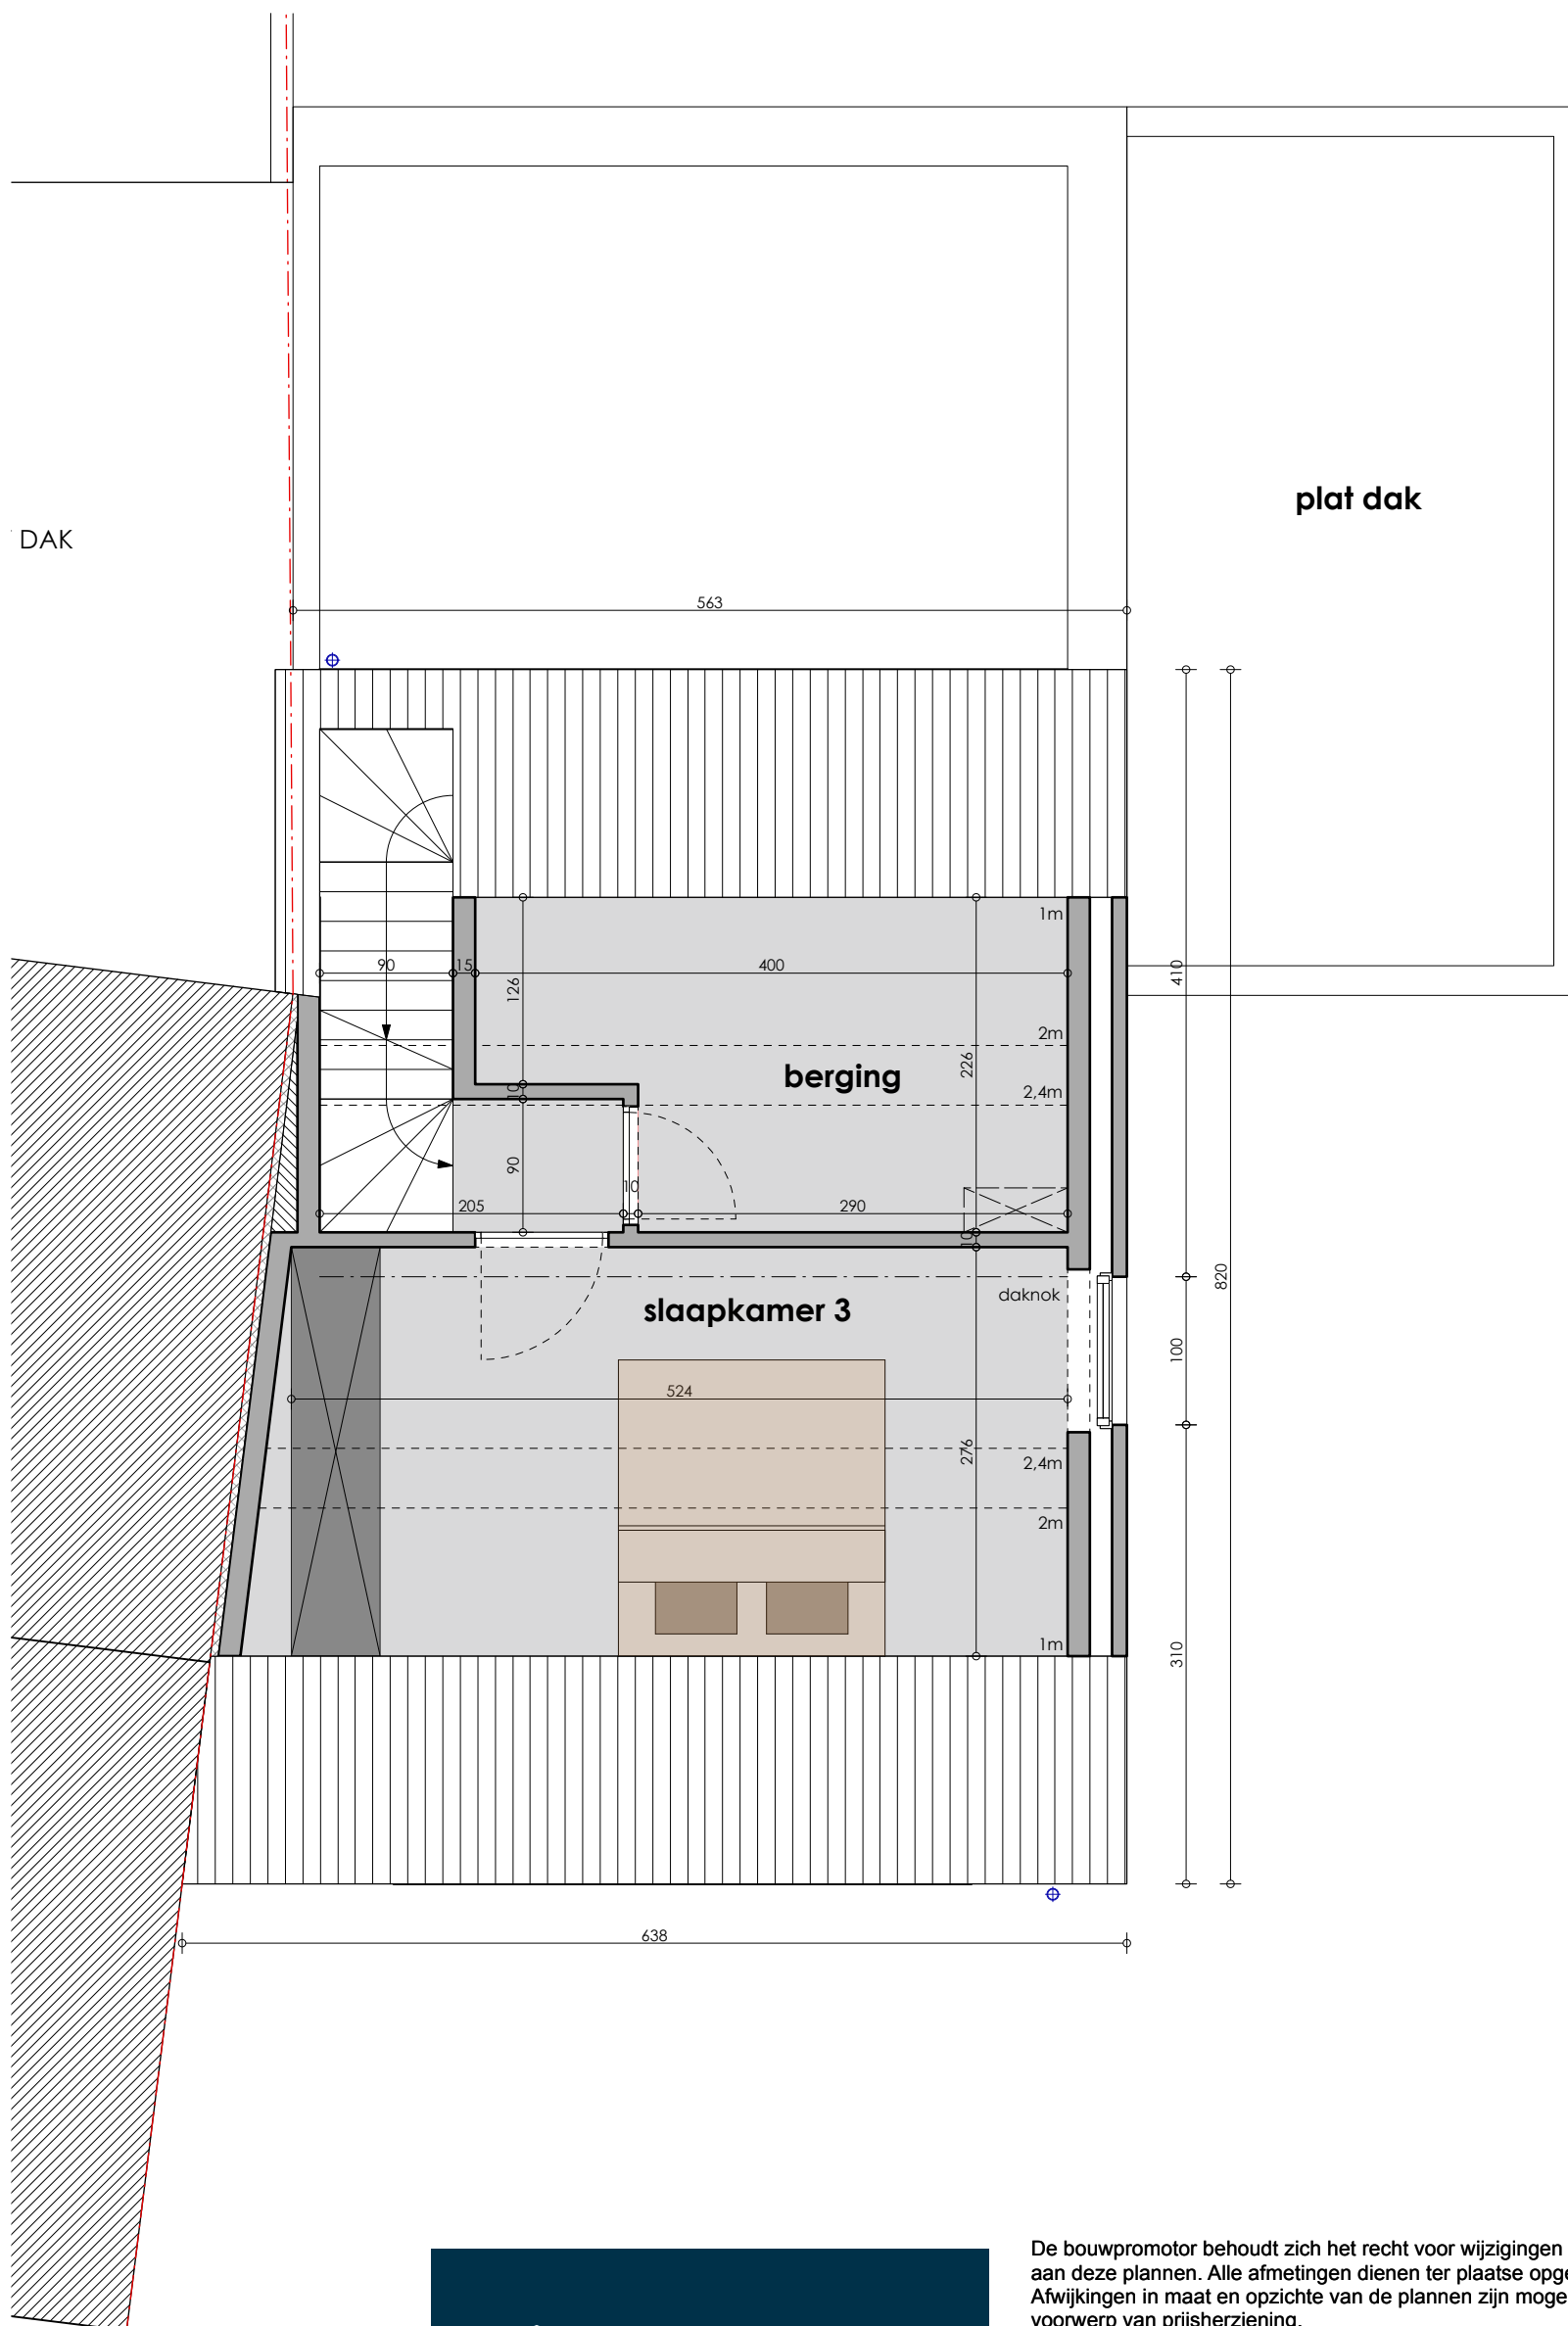 plat dak
DAK
563
1m
90
15
400
126
410
2m
226
berging
10
2,4m
90
10
205
290
10
820
daknok
slaapkamer 3
100
524
276
2,4m
2m
1m
310
638
De bouwpromotor behoudt zich het recht voor wijzigingen
aan deze plannen. Alle afmetingen dienen ter plaatse
Afwijkingen in maat en opzichte van de plannen zijn
voorwerp van prijsherziening.